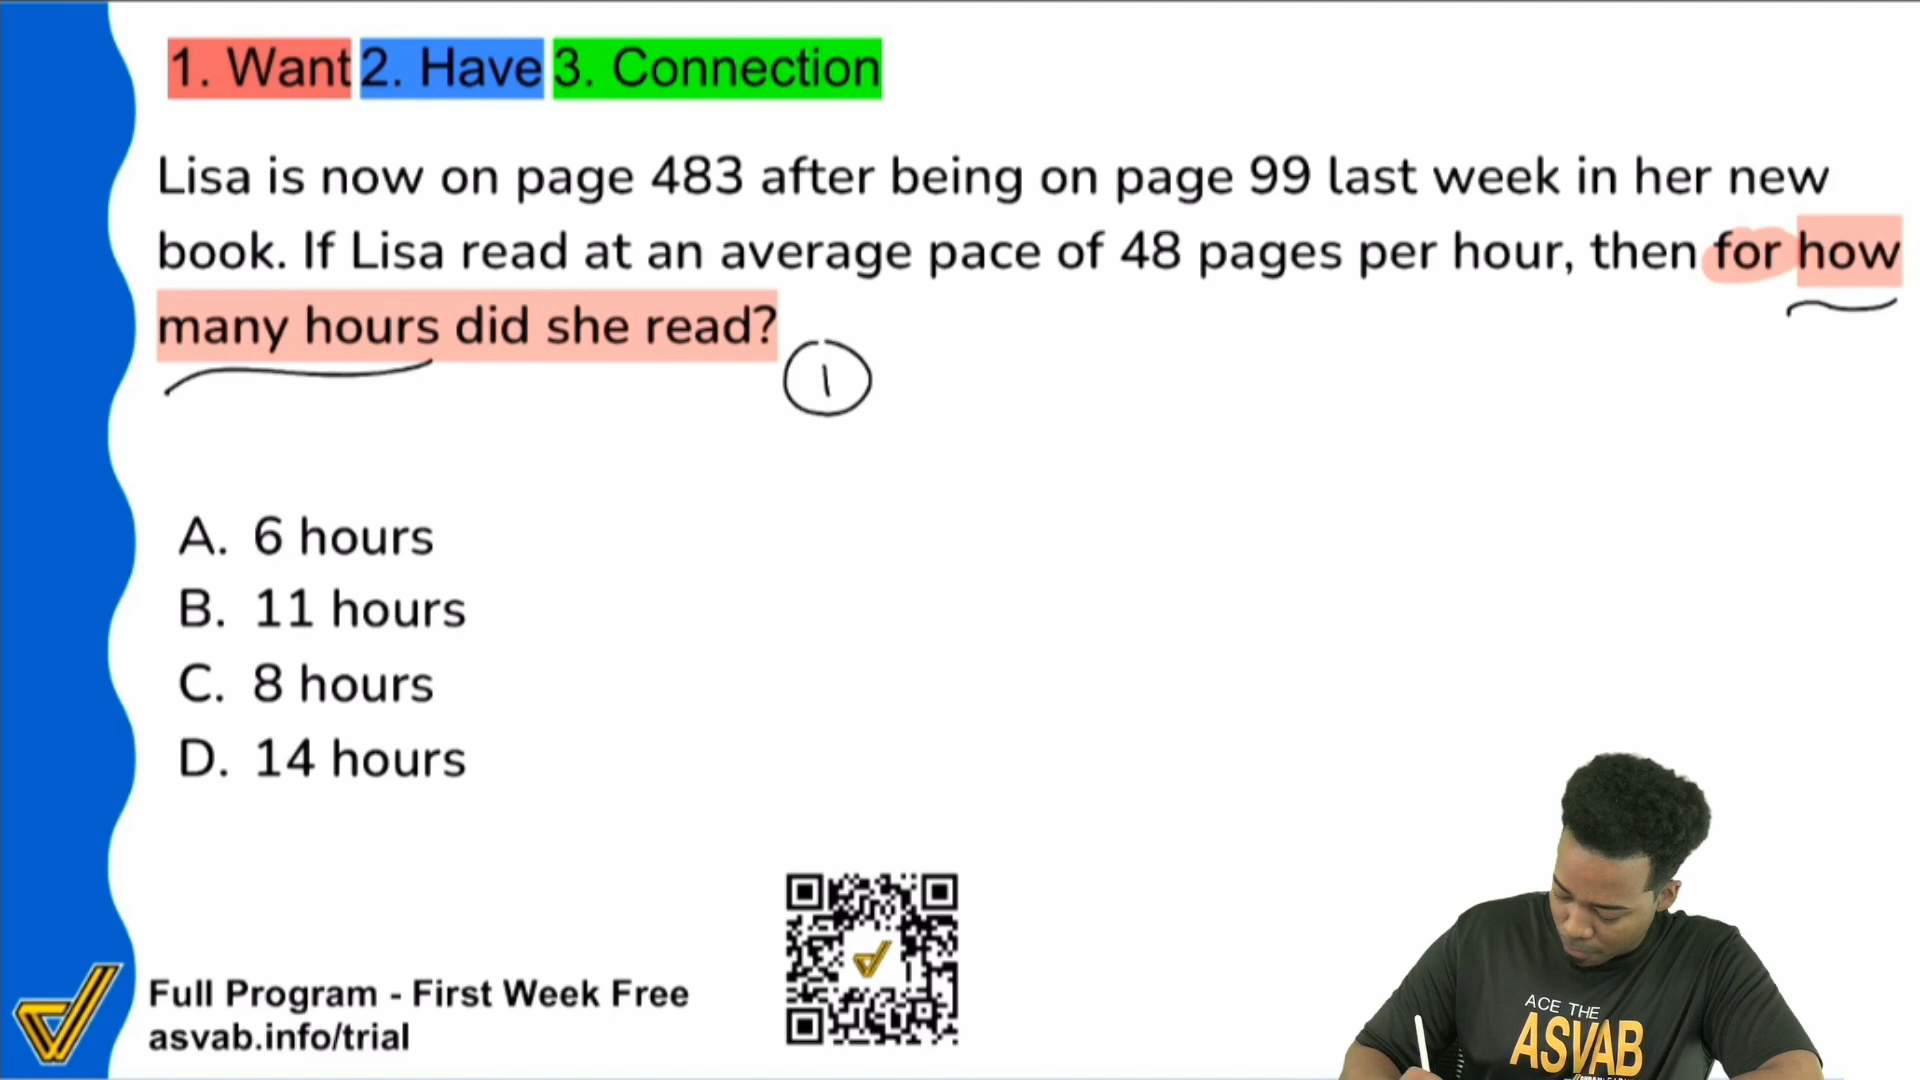 1. Want 2. Have 3. Connection
Lisa is now on page 483 after being on page 99 last week in her new
book. If Lisa read at an average pace of 48 pages per hour, then for how
many hours did she read?
1
A. 6 hours
B. 11 hours
C. 8 hours
D. 14 hours
Full Program - First Week Free
asvab.info/trial
ACE THE
ASVAB